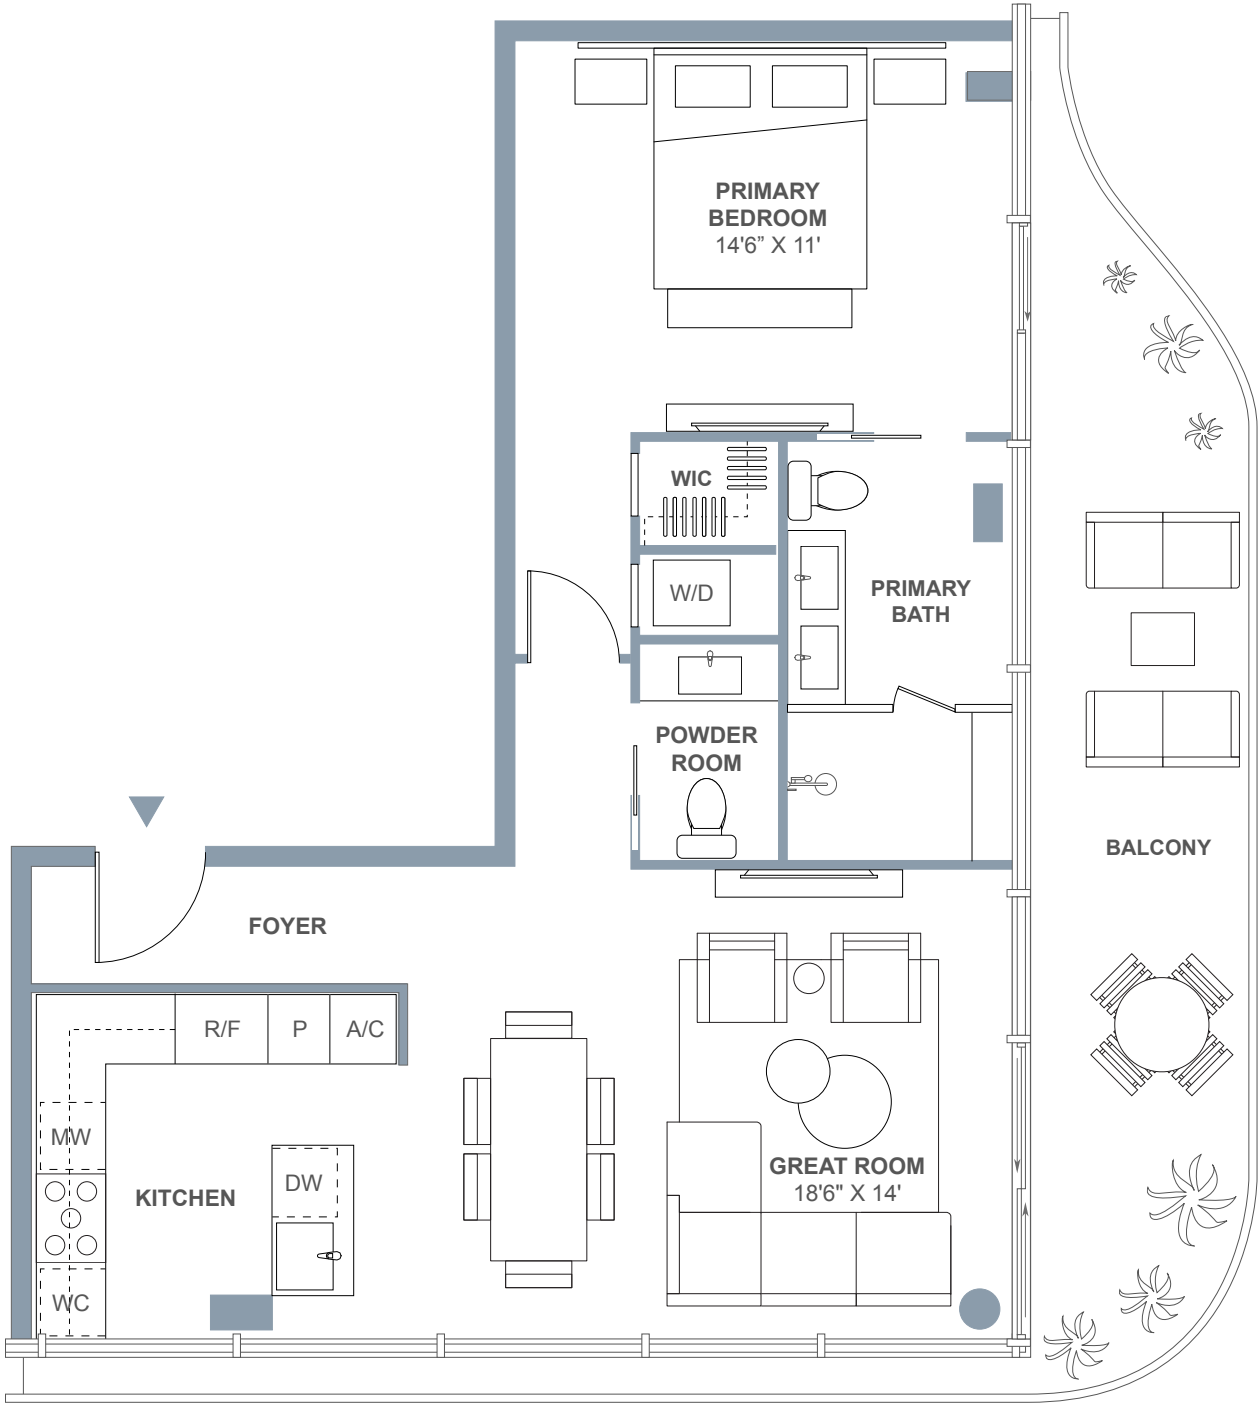 PRIMARY
BEDROOM
14'6” X 11'
WIC
W/D
PRIMARY
BATH
POWDER
ROOM
BALCONY
FOYER
R/F
P
A/C
MW
KITCHEN
DW
GREAT ROOM
18'6" X 14'
WC